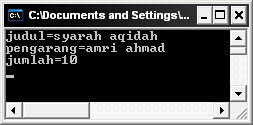 C:\Documents and Settings\...
judul=syarah aqidah
pengarang=amri ahmad
jumlah=10